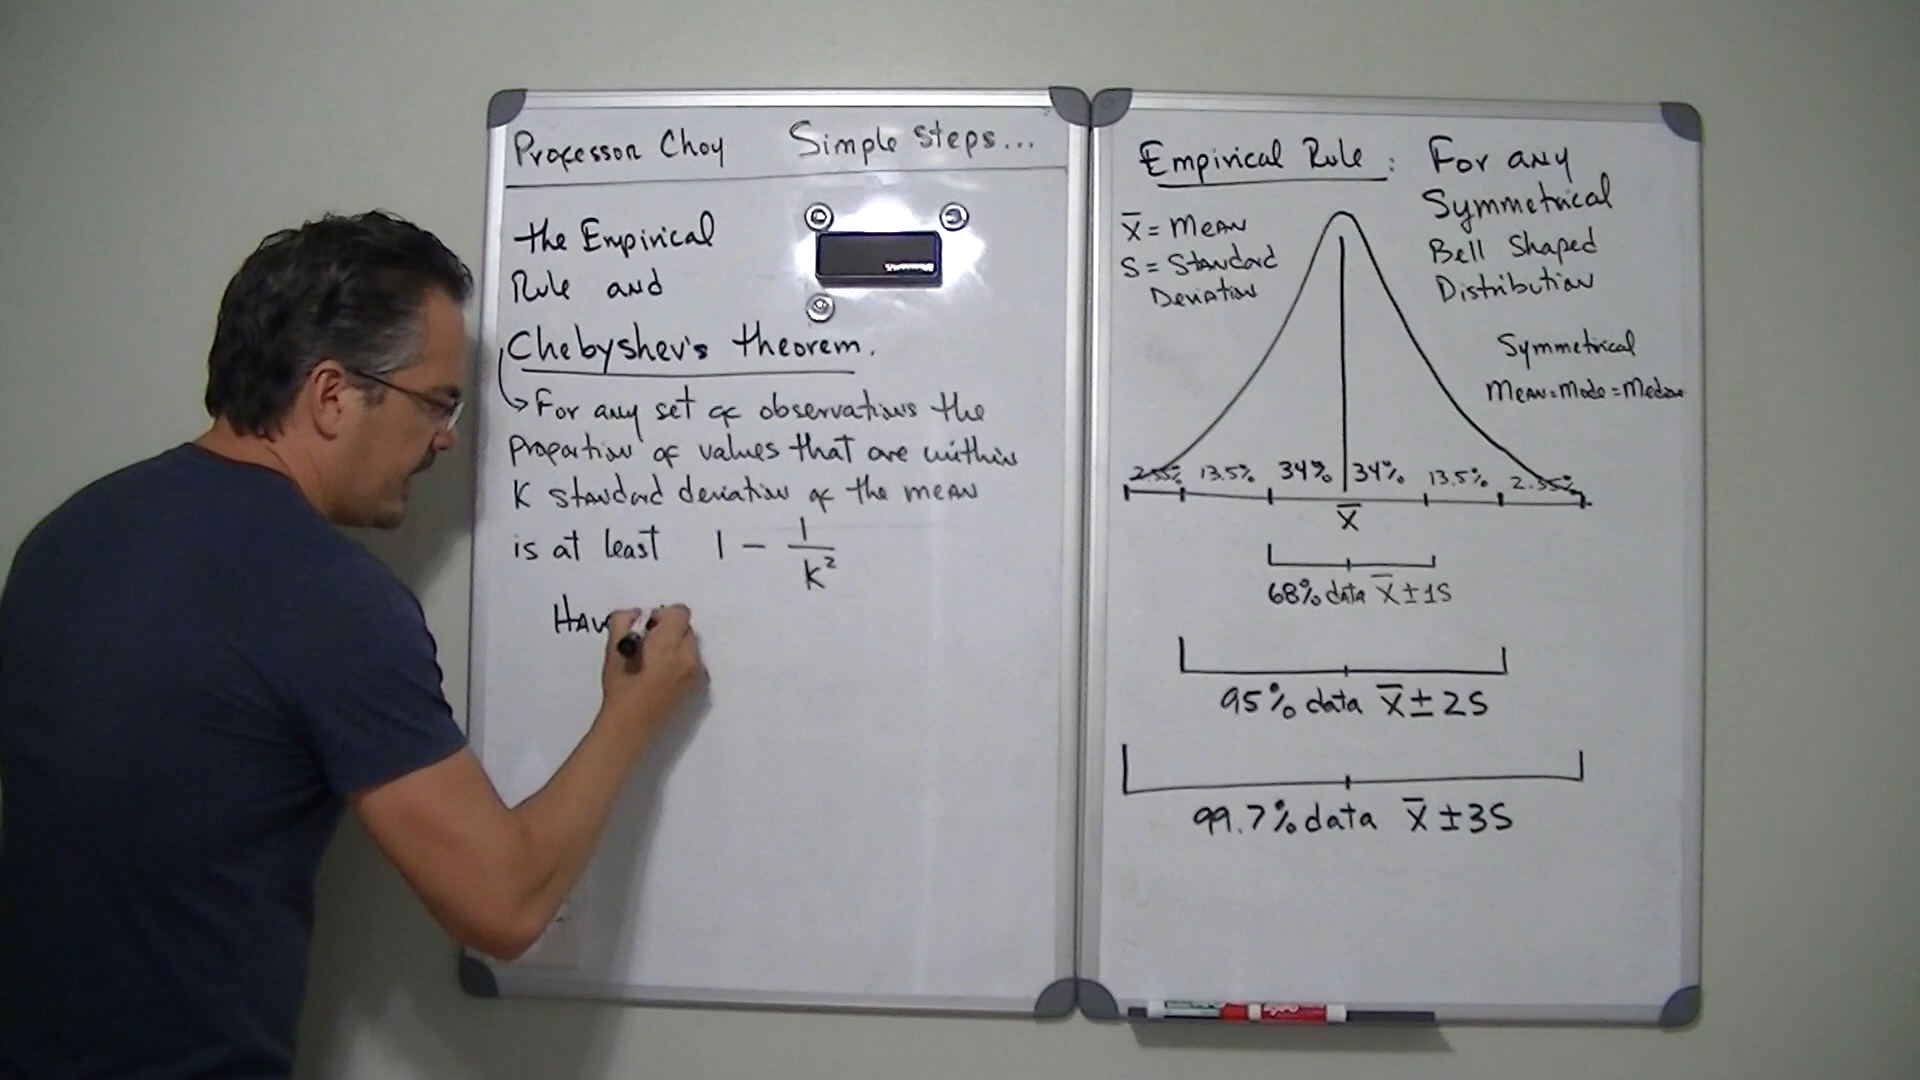 Professor Choy Simple Steps...
the Empirical
Rule and
Chebyshev's theorem.
For any set of observations the
proportion of values that are within
K standard deviation of the mean
is at least 1 - 1/K²
Empirical Rule: For any
Symmetrical
Bell Shaped
Distribution
x̄ = Mean
S = Standard
Deviation
Symmetrical
Mean = Mode = Median
2.35% 13.5% 34% 34% 13.5% 2.35%
x̄
68% data x̄ ± 1S
95% data x̄ ± 2S
99.7% data x̄ ± 3S